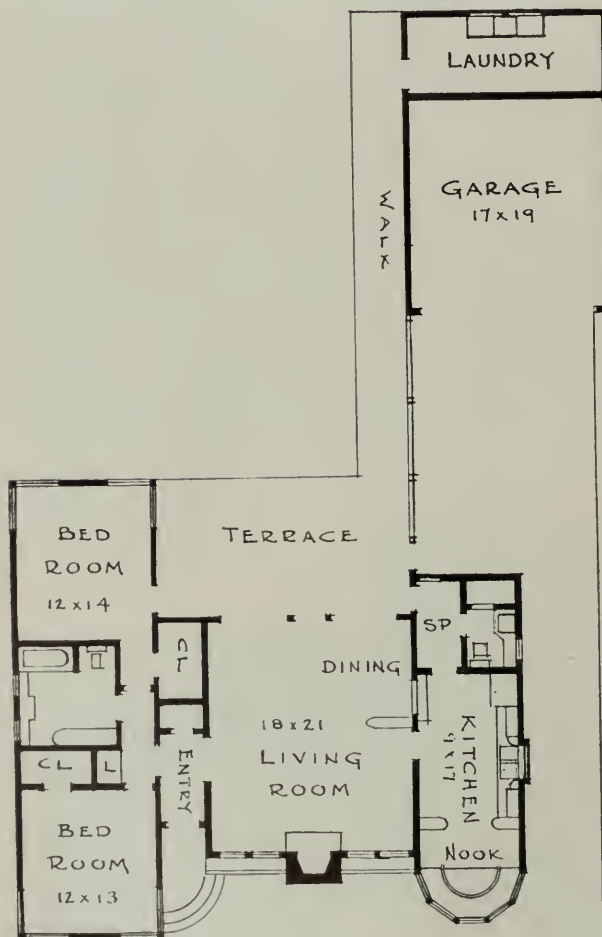 LAUNDRY
GARAGE
17 x 19
WALK
BED
ROOM
12 x 14
TERRACE
CL
SP
DINING
18 x 21
LIVING
ROOM
KITCHEN
9 x 17
ENTRY
CL
L
BED
ROOM
12 x 13
NOOK